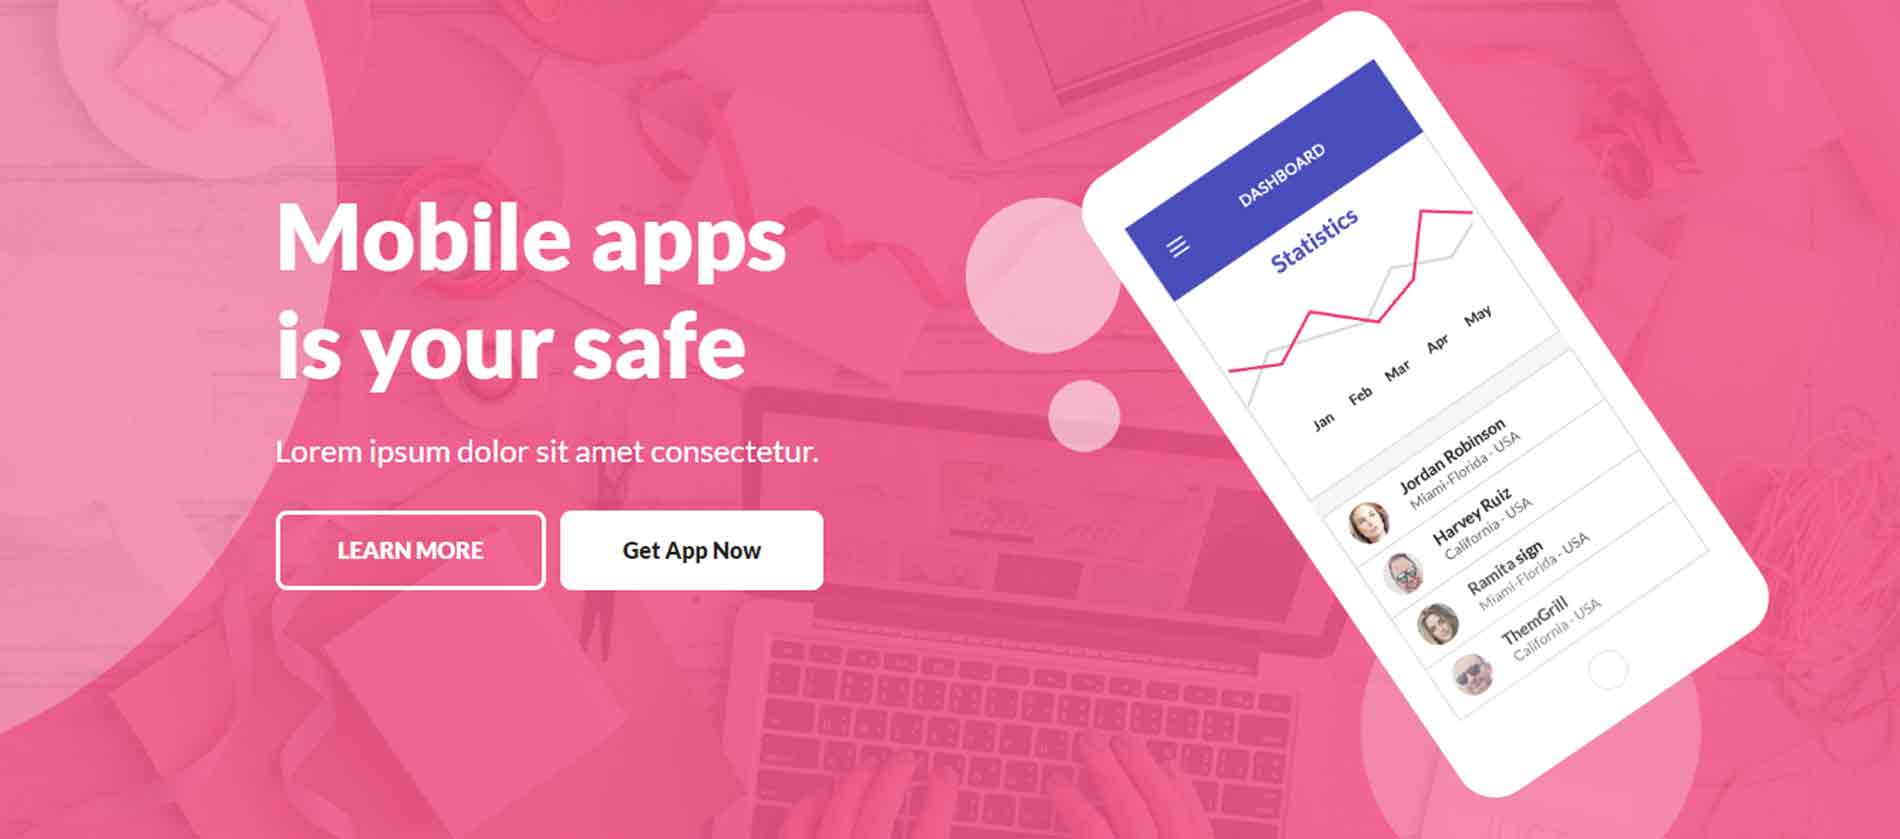 Mobile apps
is your safe
Lorem ipsum dolor sit amet consectetur.
LEARN MORE
Get App Now
DASHBOARD
Statistics
Jan Feb Mar Apr May
Jordan Robinson
Miami-Florida - USA
Harvey Ruiz
California - USA
Ramita sign
Miami-Florida - USA
ThemGrill
California - USA